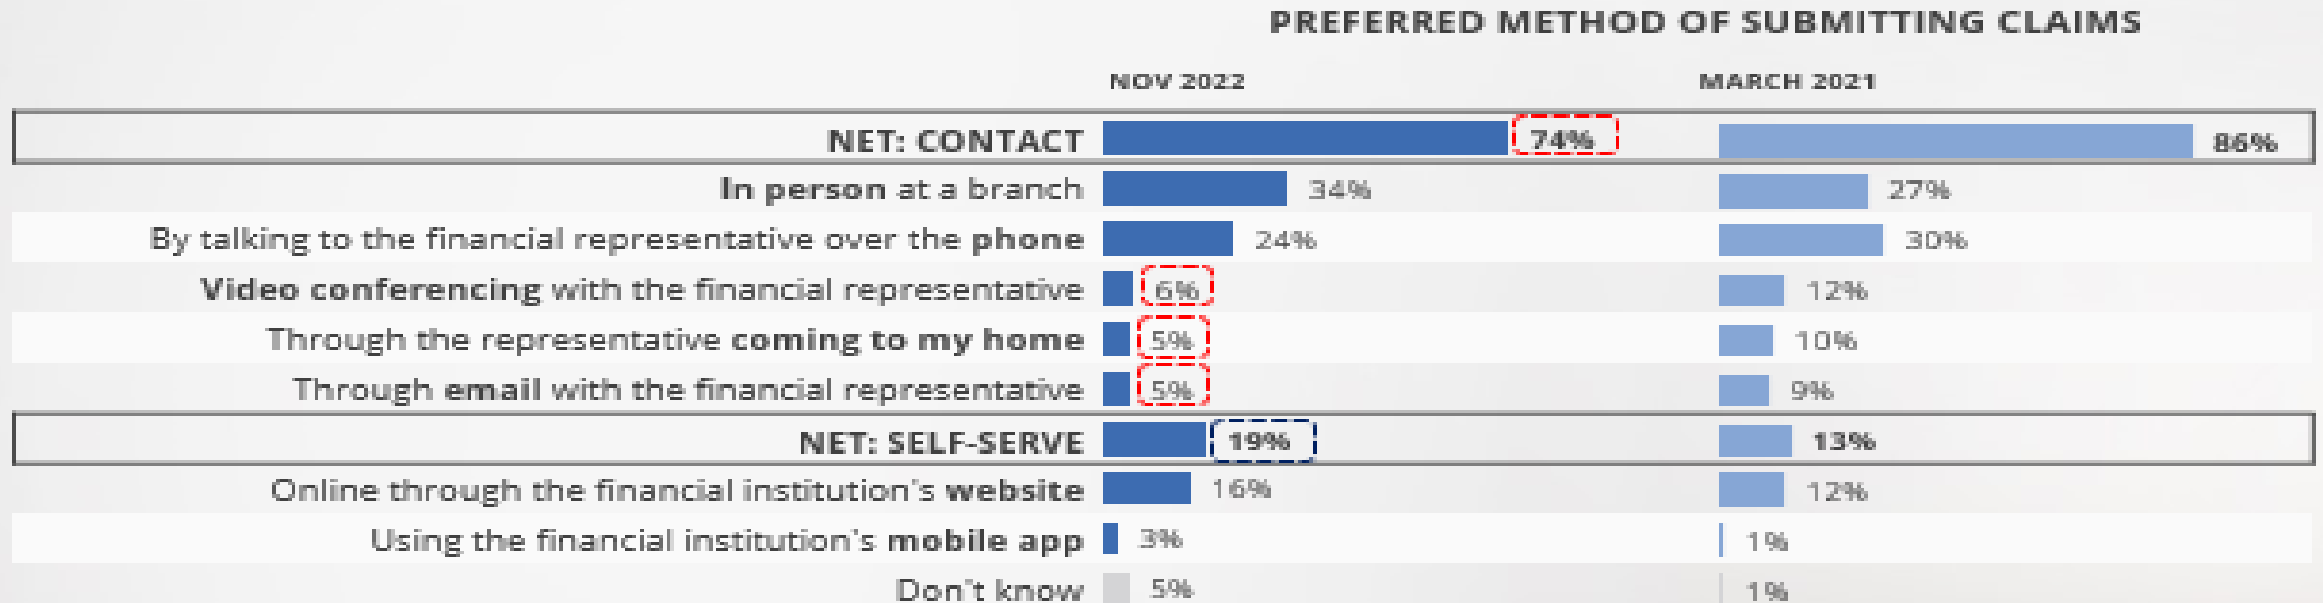 PREFERRED METHOD OF SUBMITTING CLAIMS
NOV 2022 MARCH 2021
NET: CONTACT 74% 86%
In person at a branch 34% 27%
By talking to the financial representative over the phone 24% 30%
Video conferencing with the financial representative 6% 12%
Through the representative coming to my home 5% 10%
Through email with the financial representative 5% 9%
NET: SELF-SERVE 19% 13%
Online through the financial institution's website 16% 12%
Using the financial institution's mobile app 3% 1%
Don't know 5% 1%